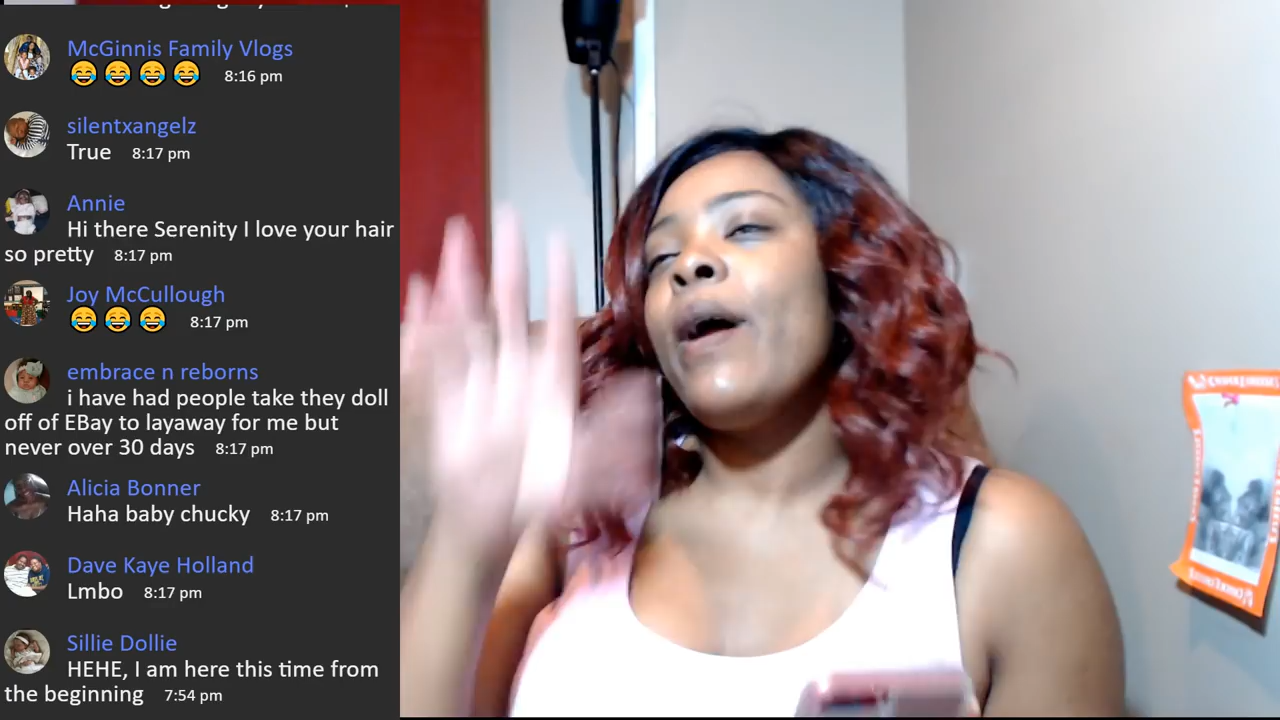 McGinnis Family Vlogs
😂 😂 😂 😂 8:16 pm
silentxangelz
True 8:17 pm
Annie
Hi there Serenity I love your hair
so pretty 8:17 pm
Joy McCullough
😂 😂 😂 8:17 pm
embrace n reborns
i have had people take they doll
off of EBay to layaway for me but
never over 30 days 8:17 pm
Alicia Bonner
Haha baby chucky 8:17 pm
Dave Kaye Holland
Lmbo 8:17 pm
Sillie Dollie
HEHE, I am here this time from
the beginning 7:54 pm